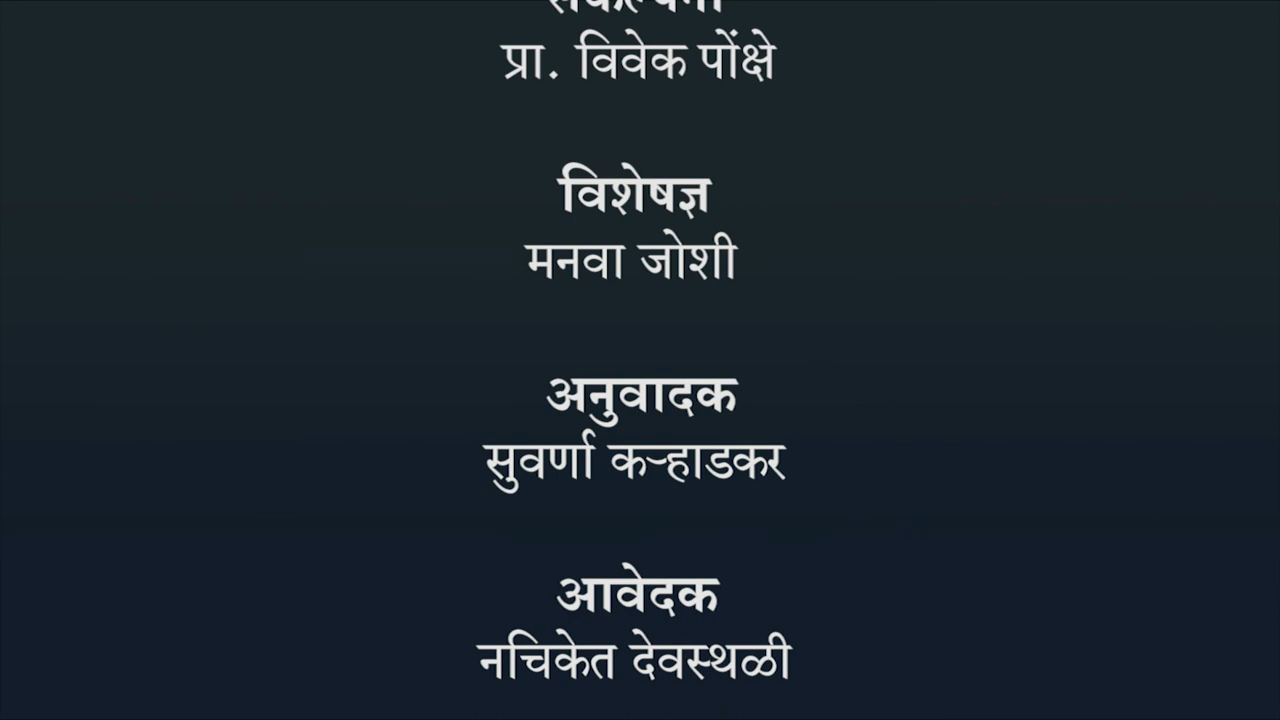 प्रा. विवेक पोंक्षे
विशेषज्ञ
मनवा जोशी
अनुवादक
सुवर्णा कऱ्हाडकर
आवेदक
नचिकेत देवस्थळी